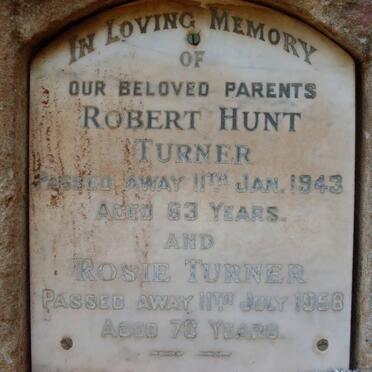 In Loving Memory
OF
OUR BELOVED PARENTS
ROBERT HUNT
TURNER
PASSED AWAY 11TH JAN. 1943
AGED 63 YEARS.
AND
ROSIE TURNER
PASSED AWAY 11TH JULY 1958
AGED 73 YEARS